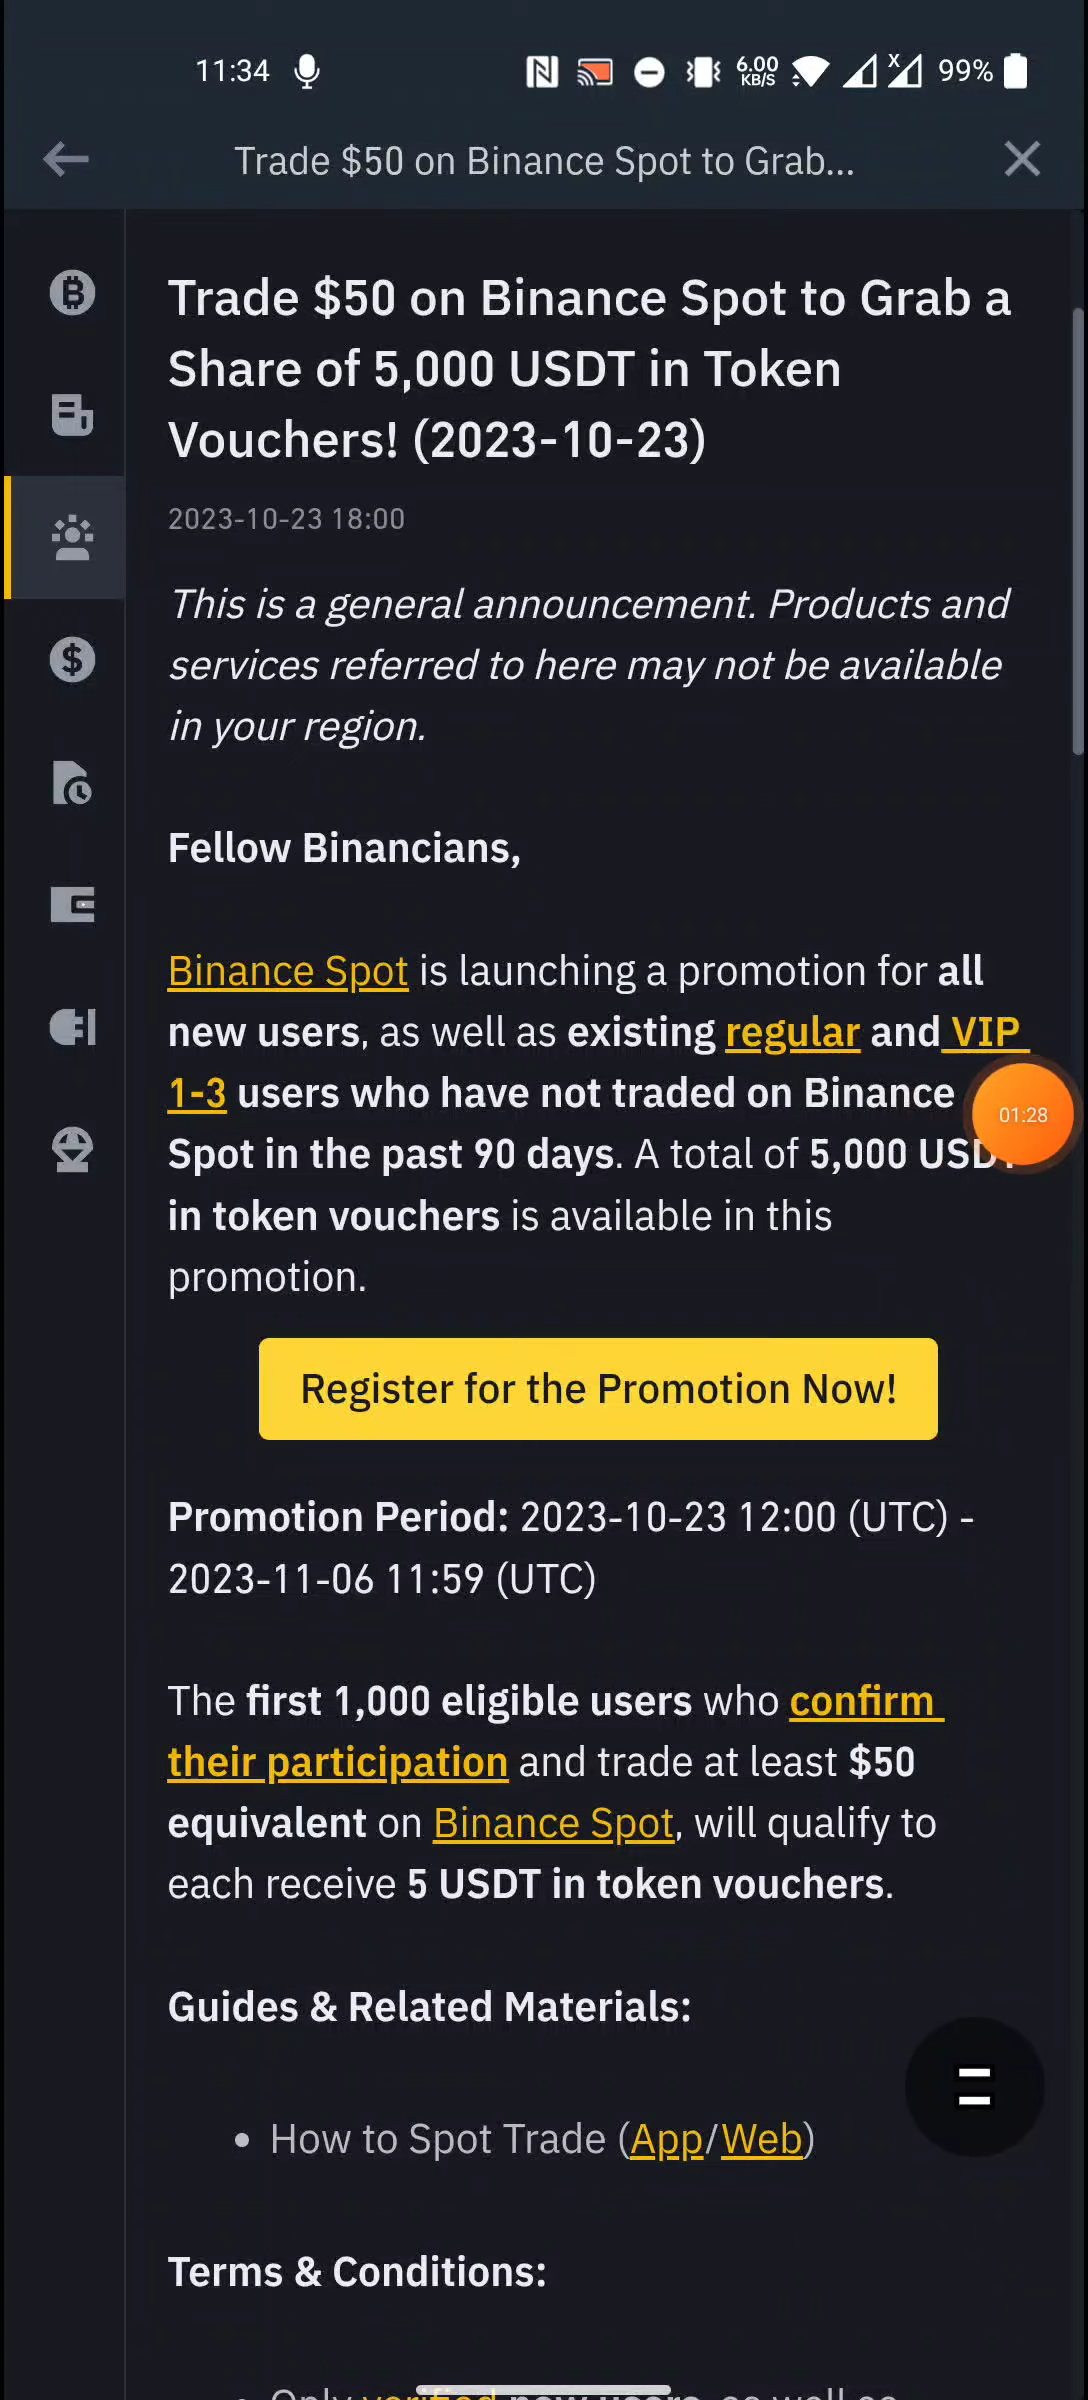 11:34
6.00
KB/S
X
99%
Trade $50 on Binance Spot to Grab...
Trade $50 on Binance Spot to Grab a
Share of 5,000 USDT in Token
Vouchers! (2023-10-23)
2023-10-23 18:00
This is a general announcement. Products and
services referred to here may not be available
in your region.
Fellow Binancians,
Binance Spot is launching a promotion for all
new users, as well as existing regular and VIP
1-3 users who have not traded on Binance
Spot in the past 90 days. A total of 5,000 USDT
01:28
in token vouchers is available in this
promotion.
Register for the Promotion Now!
Promotion Period: 2023-10-23 12:00 (UTC) -
2023-11-06 11:59 (UTC)
The first 1,000 eligible users who confirm
their participation and trade at least $50
equivalent on Binance Spot, will qualify to
each receive 5 USDT in token vouchers.
Guides & Related Materials:
• How to Spot Trade (App/Web)
Terms & Conditions:
Only verified new users, as well as